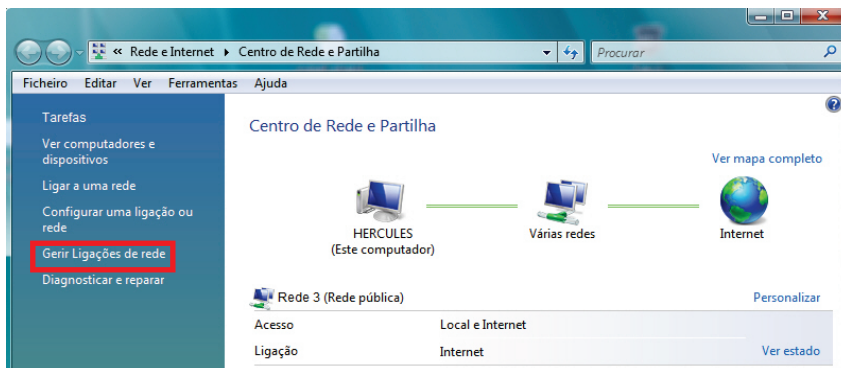 « Rede e Internet Centro de Rede e Partilha Procurar
Ficheiro Editar Ver Ferramentas Ajuda
Tarefas
Ver computadores e
dispositivos
Ligar a uma rede
Configurar uma ligação ou
rede
Gerir Ligações de rede
Diagnosticar e reparar
Centro de Rede e Partilha
Ver mapa completo
HERCULES
(Este computador)
Várias redes
Internet
Rede 3 (Rede pública) Personalizar
Acesso Local e Internet
Ligação Internet Ver estado